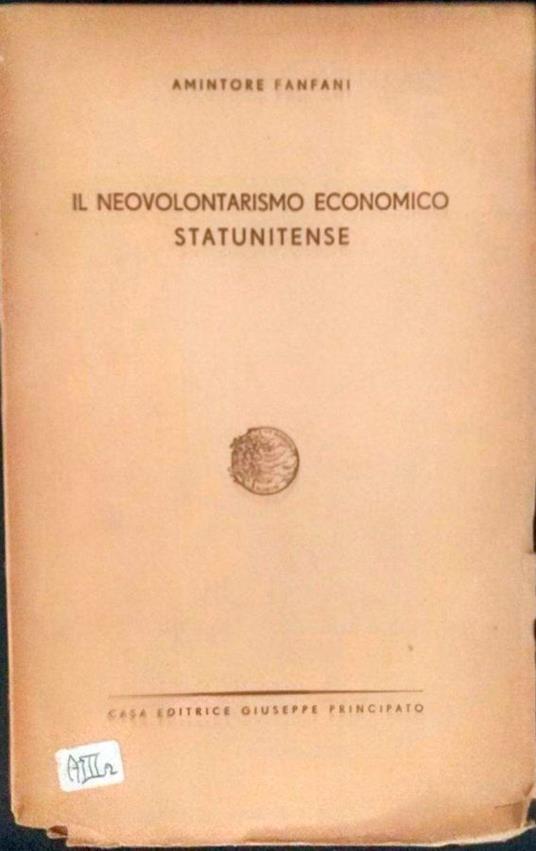 AMINTORE FANFANI
IL NEOVOLONTARISMO ECONOMICO
STATUNITENSE
CASA EDITRICE GIUSEPPE PRINCIPATO